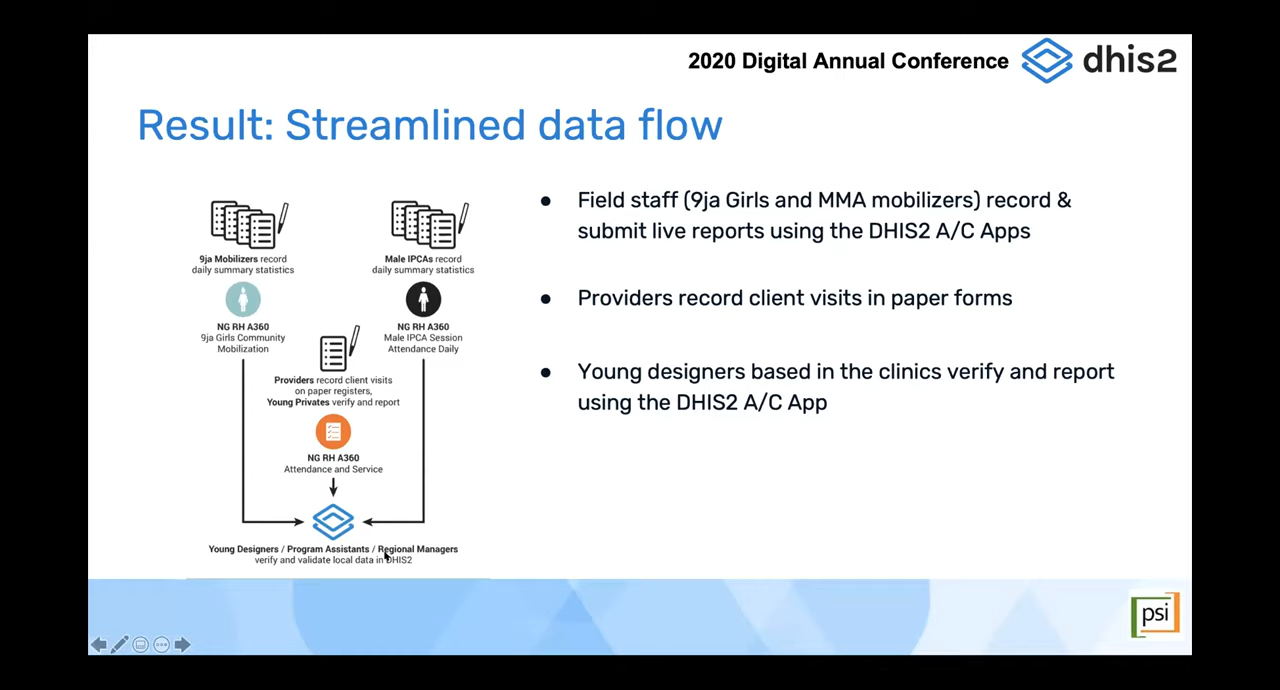 2020 Digital Annual Conference
dhis2
Result: Streamlined data flow
9ja Mobilizers record
daily summary statistics
Male IPCAs record
daily summary statistics
NG RH A360
9ja Girls Community
Mobilization
NG RH A360
Male IPCA Session
Attendance Daily
Providers record client visits
on paper registers,
Young Privates verify and report
NG RH A360
Attendance and Service
Young Designers / Program Assistants / Regional Managers
verify and validate local data in DHIS2
● Field staff (9ja Girls and MMA mobilizers) record &
submit live reports using the DHIS2 A/C Apps
● Providers record client visits in paper forms
● Young designers based in the clinics verify and report
using the DHIS2 A/C App
psi